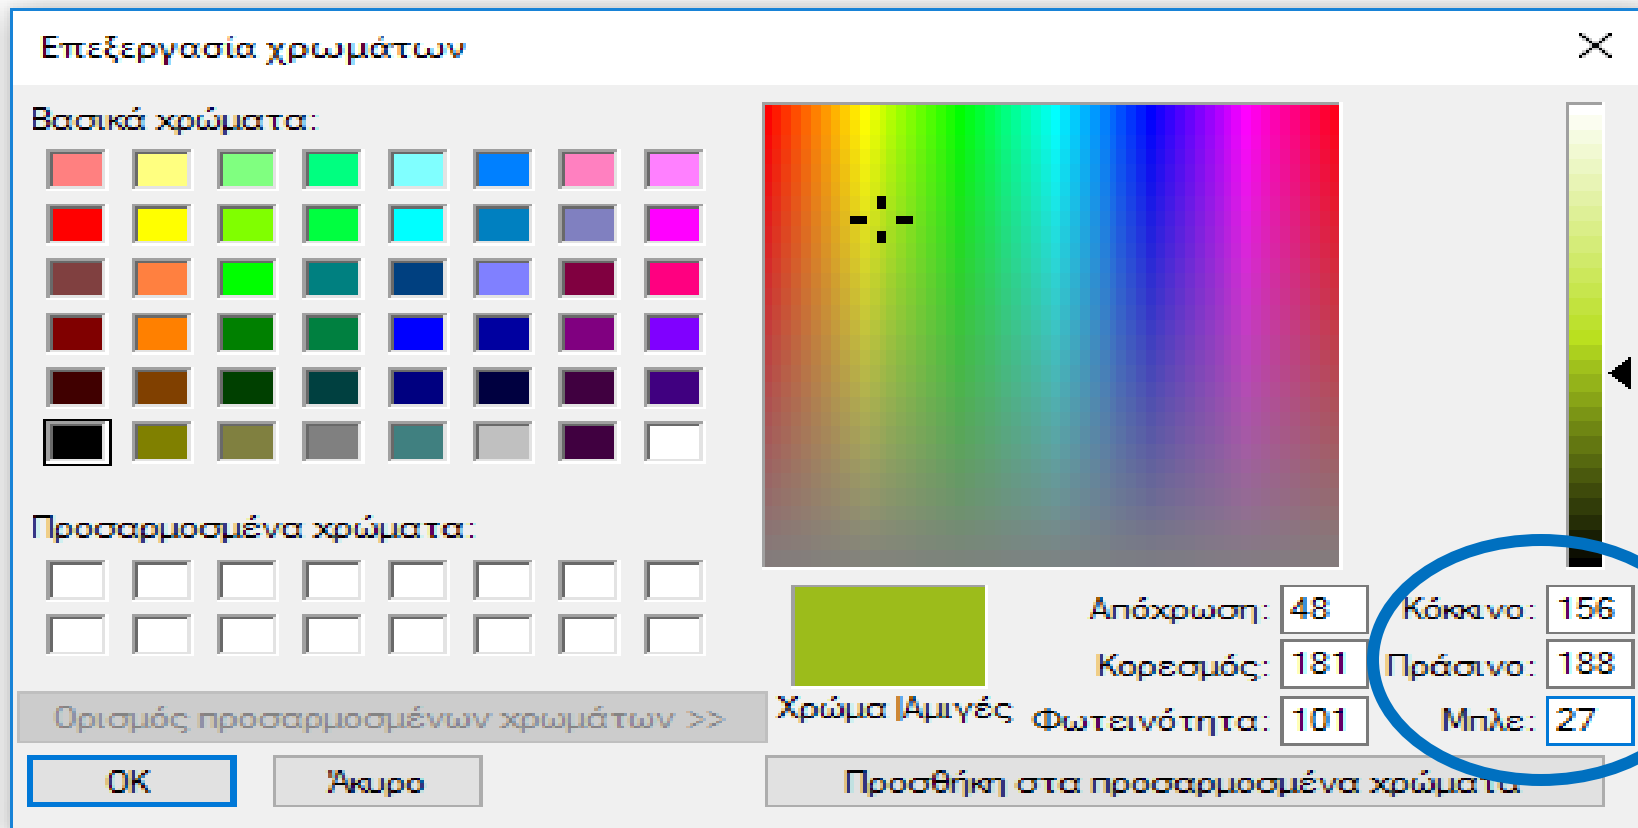 Επεξεργασία χρωμάτων
Βασικά χρώματα:
Προσαρμοσμένα χρώματα:
Ορισμός προσαρμοσμένων χρωμάτων >>
OK
Άκυρο
Χρώμα |Αμιγές
Απόχρωση: 48
Κορεσμός: 181
Φωτεινότητα: 101
Κόκκινο: 156
Πράσινο: 188
Μπλε: 27
Προσθήκη στα προσαρμοσμένα χρώματα